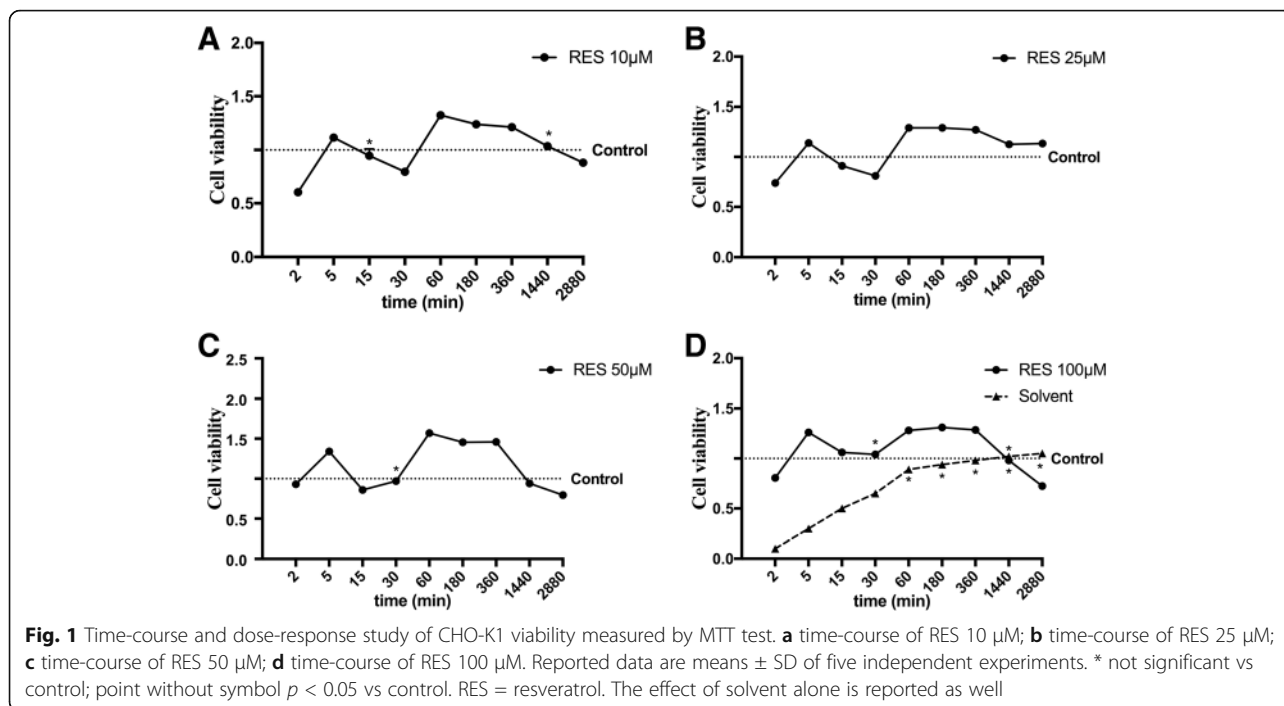 A
2.0
1.5
1.0
0.5
0.0
Cell viability
RES 10µM
*
*
Control
2
5
15
30
60
180
360
1440
2880
time (min)
B
2.0
1.5
1.0
0.5
0.0
Cell viability
RES 25µM
Control
2
5
15
30
60
180
360
1440
2880
time (min)
C
2.5
2.0
1.5
1.0
0.5
0.0
Cell viability
RES 50µM
*
Control
2
5
15
30
60
180
360
1440
2880
time (min)
D
2.0
1.5
1.0
0.5
0.0
Cell viability
RES 100µM
Solvent
*
*
*
*
*
*
*
Control
2
5
15
30
60
180
360
1440
2880
time (min)
Fig. 1 Time-course and dose-response study of CHO-K1 viability measured by MTT test. a time-course of RES 10 µM; b time-course of RES 25 µM;
c time-course of RES 50 µM; d time-course of RES 100 µM. Reported data are means ± SD of five independent experiments. * not significant vs
control; point without symbol p < 0.05 vs control. RES = resveratrol. The effect of solvent alone is reported as well